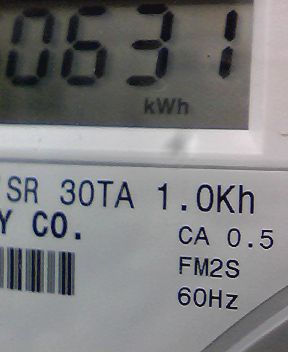 0631
kWh
SR 30TA 1.0Kh
Y CO.
CA 0.5
FM2S
60Hz